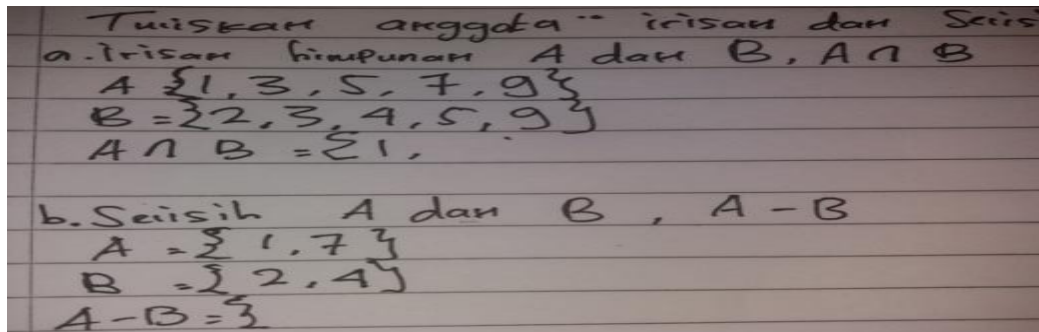 Tuliskan anggota" irisan dan Selis
a. Irisan himpunan A dan B, A ∩ B
A {1, 3, 5, 7, 9}
B = {2, 3, 4, 5, 9}
A ∩ B = {1,
b. Selisih A dan B, A - B
A = {1, 7}
B = {2, 4}
A - B = {